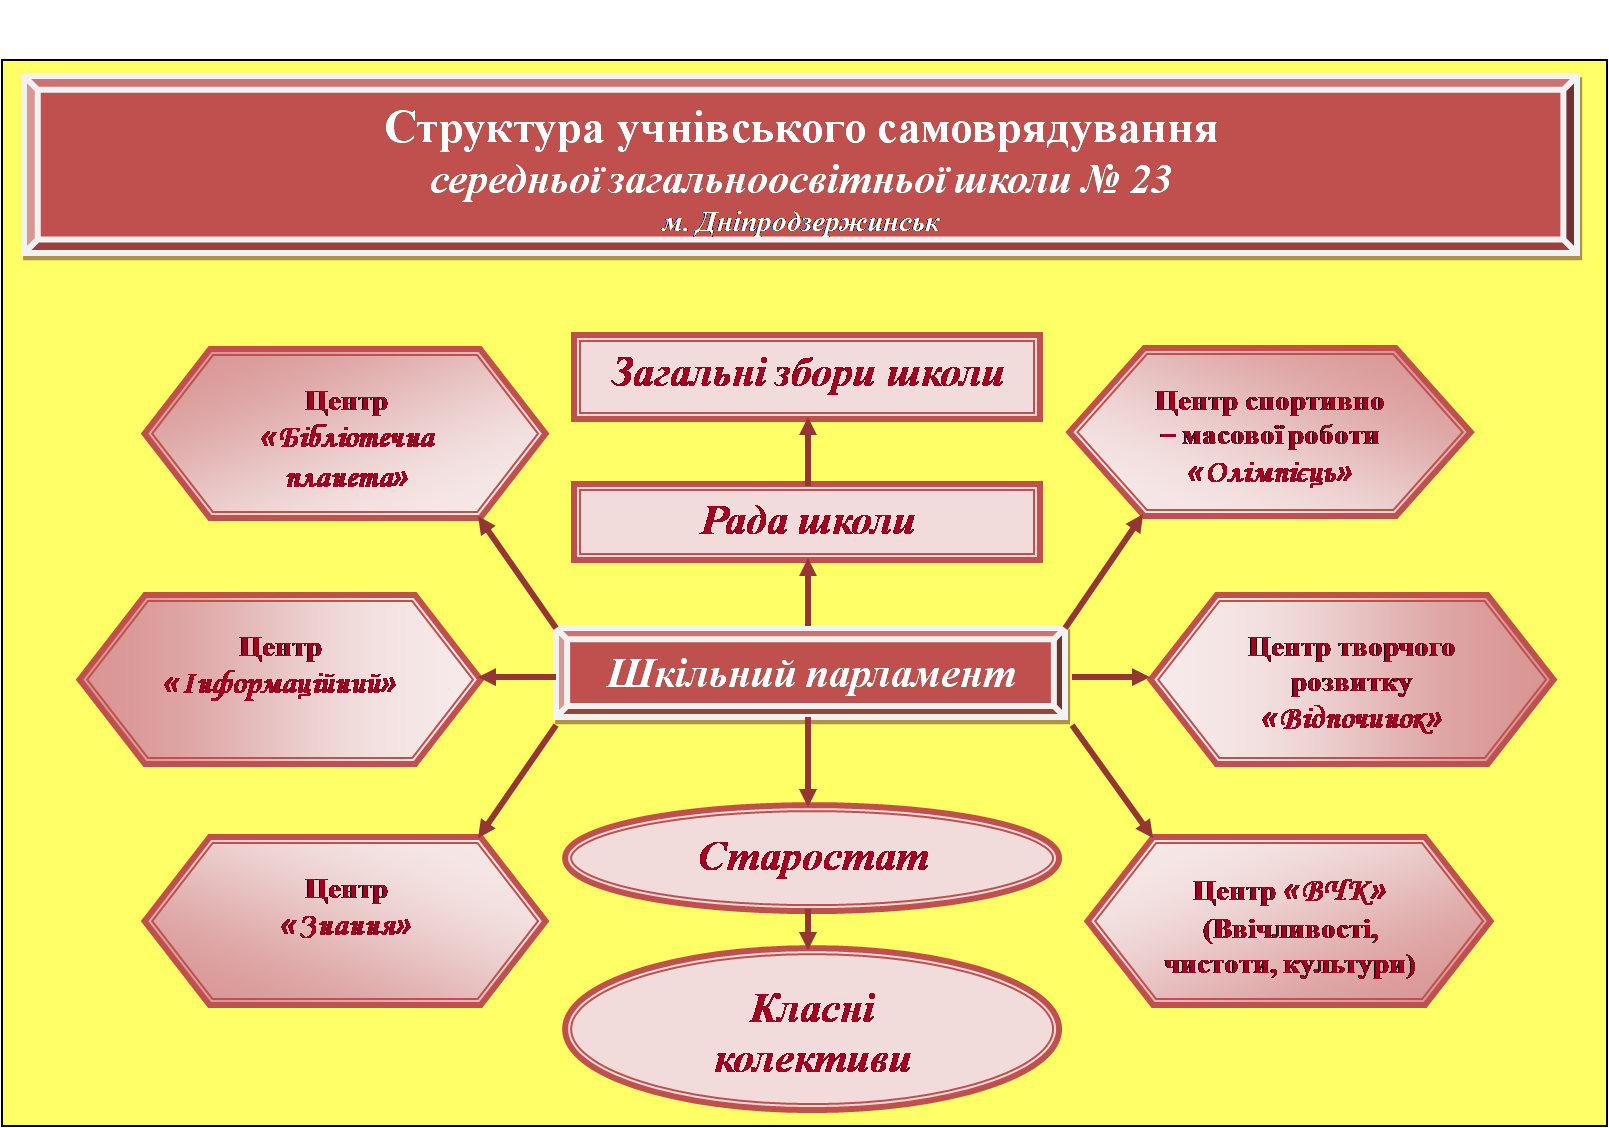 Структура учнівського самоврядування
середньої загальноосвітньої школи № 23
м. Дніпродзержинськ
Загальні збори школи
Рада школи
Шкільний парламент
Старостат
Класні
колективи
Центр
«Бібліотечна
планета»
Центр
«Інформаційний»
Центр
«Знання»
Центр спортивно
– масової роботи
«Олімпієць»
Центр творчого
розвитку
«Відпочинок»
Центр «ВЧК»
(Ввічливості,
чистоти, культури)